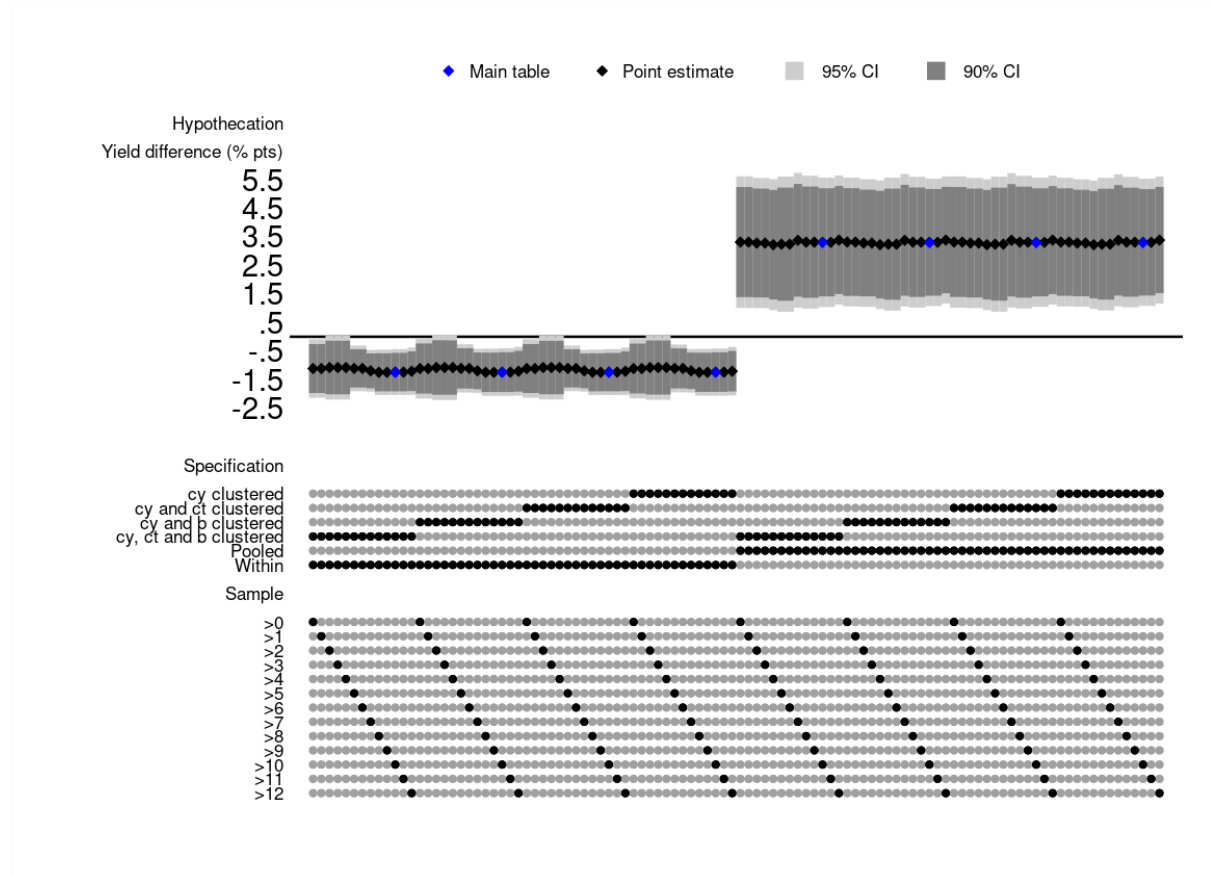 Main table Point estimate 95% CI 90% CI
Hypothecation
Yield difference (% pts)
5.5
4.5
3.5
2.5
1.5
.5
-.5
-1.5
-2.5
Specification
cy clustered
cy and ct clustered
cy and b clustered
cy, ct and b clustered
Pooled
Within
Sample
>0
>1
>2
>3
>4
>5
>6
>7
>8
>9
>10
>11
>12